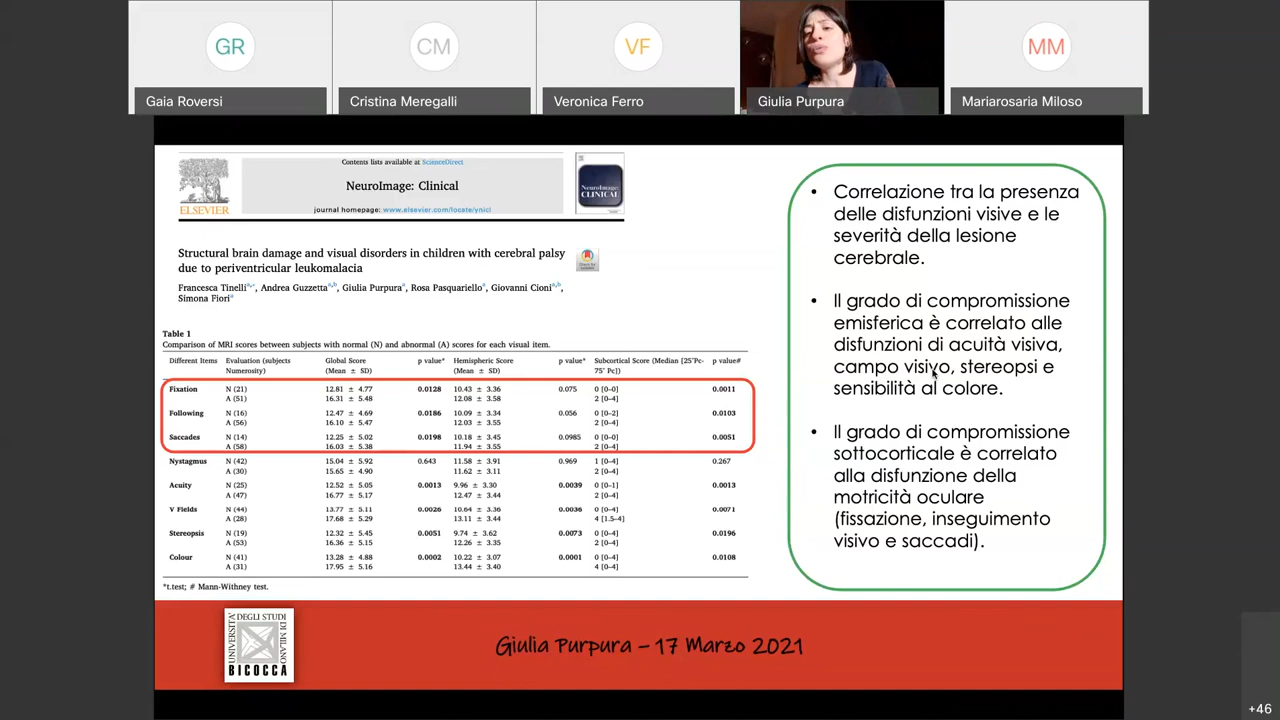 GR
CM
VF
MM
Gaia Roversi
Cristina Meregalli
Veronica Ferro
Giulia Purpura
Mariarosaria Miloso
Contents lists available at ScienceDirect
NeuroImage: Clinical
journal homepage: www.elsevier.com/locate/ynicl
ELSEVIER
NeuroImage:
CLINICAL
Structural brain damage and visual disorders in children with cerebral palsy
due to periventricular leukomalacia
Francesca Tinelli a,*, Andrea Guzzetta a,b, Giulia Purpura a, Rosa Pasquariello a, Giovanni Cioni a,b,
Simona Fiori a
Table 1
Comparison of MRI scores between subjects with normal (N) and abnormal (A) scores for each visual item.
Different Items Evaluation (subjects Global Score p value* Hemispheric Score p value* Subcortical Score (Median [25°Pc- p value#
Numerosity) (Mean ± SD) (Mean ± SD) 75° Pc])
Fixation N (21) 12.81 ± 4.77 0.0128 10.43 ± 3.36 0.075 0 [0–0] 0.0011
A (51) 16.31 ± 5.48 12.08 ± 3.58 2 [0–4]
Following N (16) 12.47 ± 4.69 0.0186 10.09 ± 3.34 0.056 0 [0–2] 0.0103
A (56) 16.10 ± 5.47 12.03 ± 3.55 2 [0–4]
Saccades N (14) 12.25 ± 5.02 0.0198 10.18 ± 3.45 0.0985 0 [0–0] 0.0051
A (58) 16.03 ± 5.38 11.94 ± 3.55 2 [0–4]
Nystagmus N (42) 15.04 ± 5.92 0.643 11.58 ± 3.91 0.969 1 [0–4] 0.267
A (30) 15.65 ± 4.90 11.62 ± 3.11 2 [0–4]
Acuity N (25) 12.52 ± 5.05 0.0013 9.96 ± 3.30 0.0039 0 [0–1] 0.0013
A (47) 16.77 ± 5.17 12.47 ± 3.44 2 [0–4]
V Fields N (44) 13.77 ± 5.11 0.0026 10.64 ± 3.36 0.0036 0 [0–4] 0.0071
A (28) 17.68 ± 5.29 13.11 ± 3.44 4 [1.5–4]
Stereopsis N (19) 12.32 ± 5.45 0.0051 9.74 ± 3.62 0.0073 0 [0–4] 0.0196
A (53) 16.36 ± 5.15 12.26 ± 3.35 2 [0–4]
Colour N (41) 13.28 ± 4.88 0.0002 10.22 ± 3.07 0.0001 0 [0–4] 0.0108
A (31) 17.95 ± 5.16 13.44 ± 3.40 4 [0–4]
*t.test; # Mann-Withney test.
• Correlazione tra la presenza
delle disfunzioni visive e le
severità della lesione
cerebrale.
• Il grado di compromissione
emisferica è correlato alle
disfunzioni di acuità visiva,
campo visivo, stereopsi e
sensibilità al colore.
• Il grado di compromissione
sottocorticale è correlato
alla disfunzione della
motricità oculare
(fissazione, inseguimento
visivo e saccadi).
UNIVERSITÀ
DEGLI STUDI
DI MILANO
BICOCCA
Giulia Purpura – 17 Marzo 2021
+46